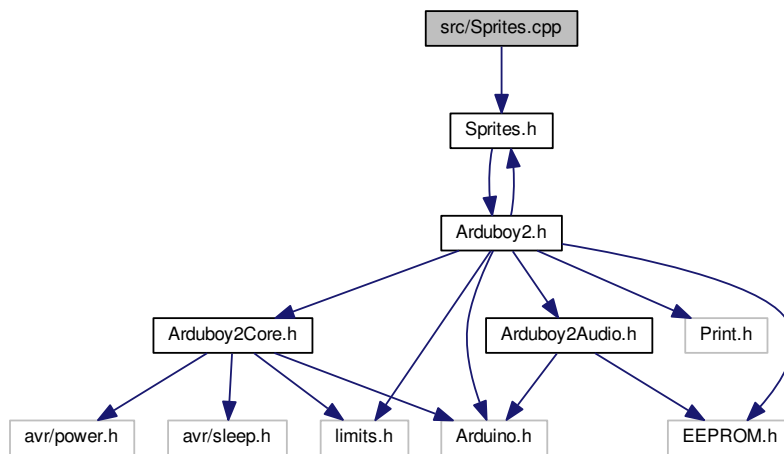 src/Sprites.cpp
Sprites.h
Arduboy2.h
Arduboy2Core.h
Arduboy2Audio.h
Print.h
avr/power.h
avr/sleep.h
limits.h
Arduino.h
EEPROM.h